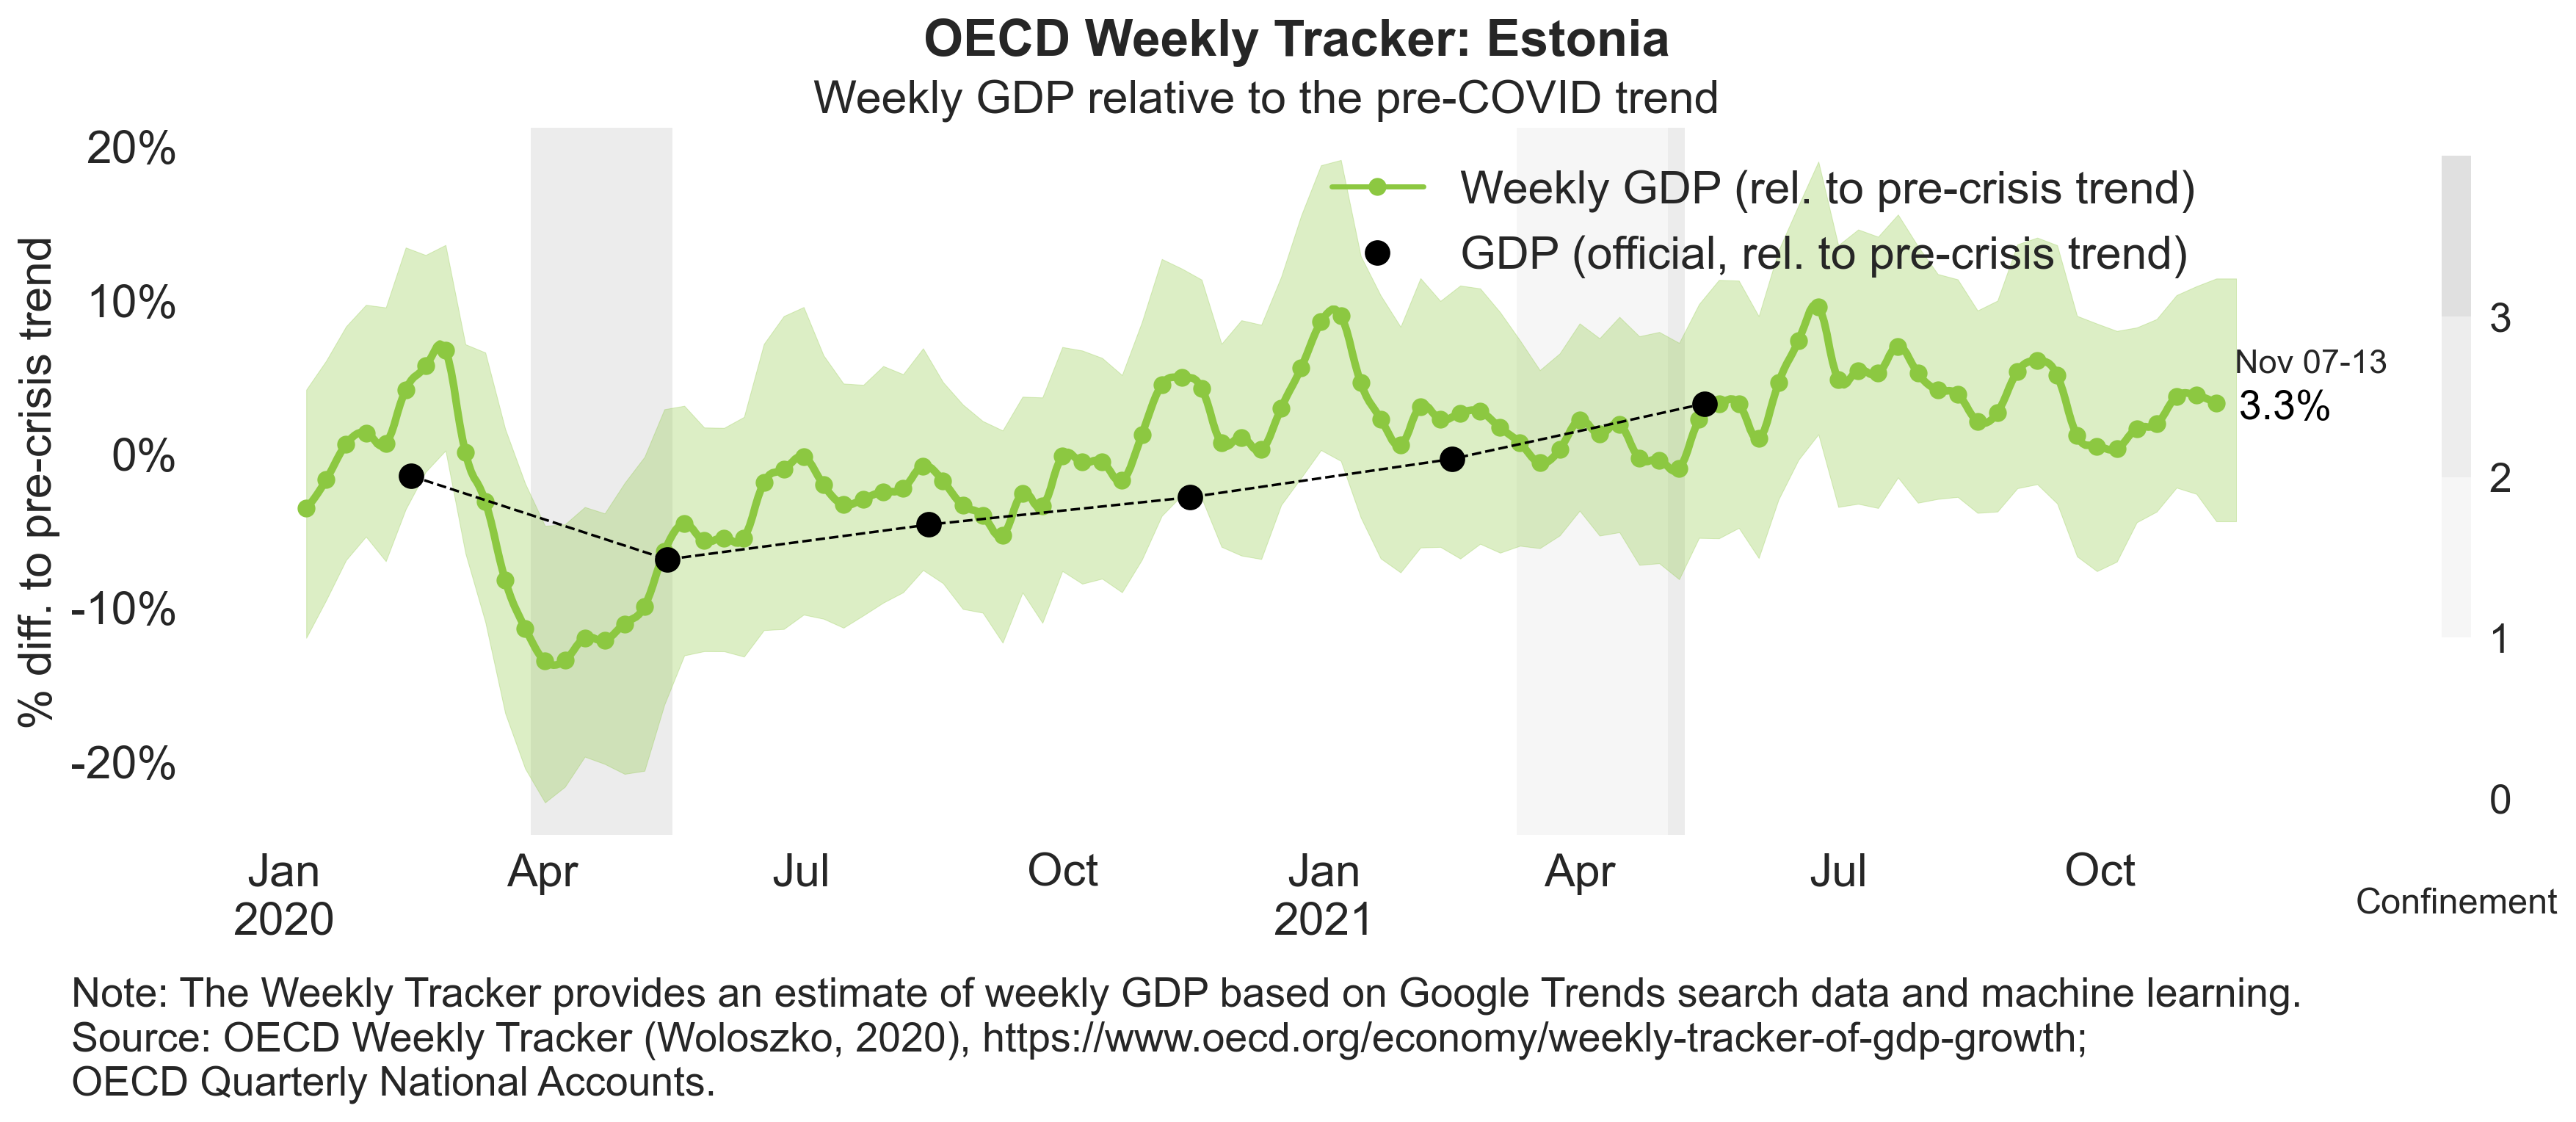 OECD Weekly Tracker: Estonia
Weekly GDP relative to the pre-COVID trend
% diff. to pre-crisis trend
20%
10%
0%
-10%
-20%
Weekly GDP (rel. to pre-crisis trend)
GDP (official, rel. to pre-crisis trend)
Nov 07-13
3.3%
3
2
1
0
Confinement
Jan Apr Jul Oct Jan Apr Jul Oct
2020 2021
Note: The Weekly Tracker provides an estimate of weekly GDP based on Google Trends search data and machine learning.
Source: OECD Weekly Tracker (Woloszko, 2020), https://www.oecd.org/economy/weekly-tracker-of-gdp-growth;
OECD Quarterly National Accounts.